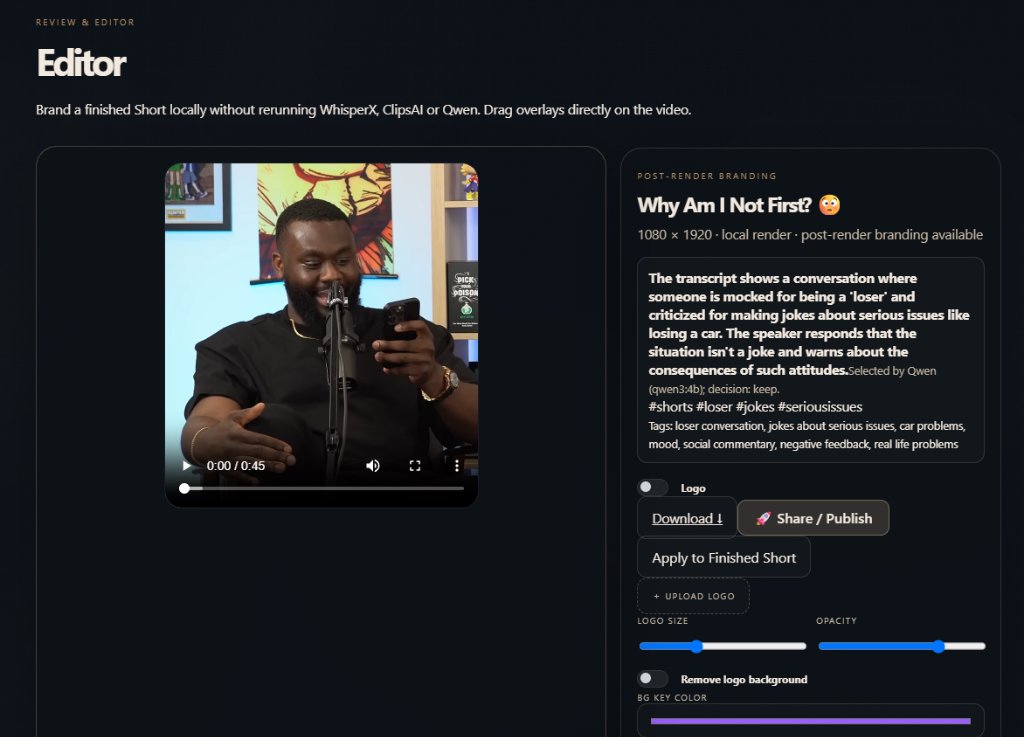 REVIEW & EDITOR
Editor
Brand a finished Short locally without rerunning WhisperX, ClipsAI or Qwen. Drag overlays directly on the video.
PICK
YOUR
POISON
0:00 / 0:45
POST-RENDER BRANDING
Why Am I Not First? 😳
1080 × 1920 · local render · post-render branding available
The transcript shows a conversation where
someone is mocked for being a 'loser' and
criticized for making jokes about serious issues like
losing a car. The speaker responds that the
situation isn't a joke and warns about the
consequences of such attitudes.Selected by Qwen
(qwen3:4b); decision: keep.
#shorts #loser #jokes #seriousissues
Tags: loser conversation, jokes about serious issues, car problems,
mood, social commentary, negative feedback, real life problems
Logo
Download ↓
🚀 Share / Publish
Apply to Finished Short
+ UPLOAD LOGO
LOGO SIZE
OPACITY
Remove logo background
BG KEY COLOR